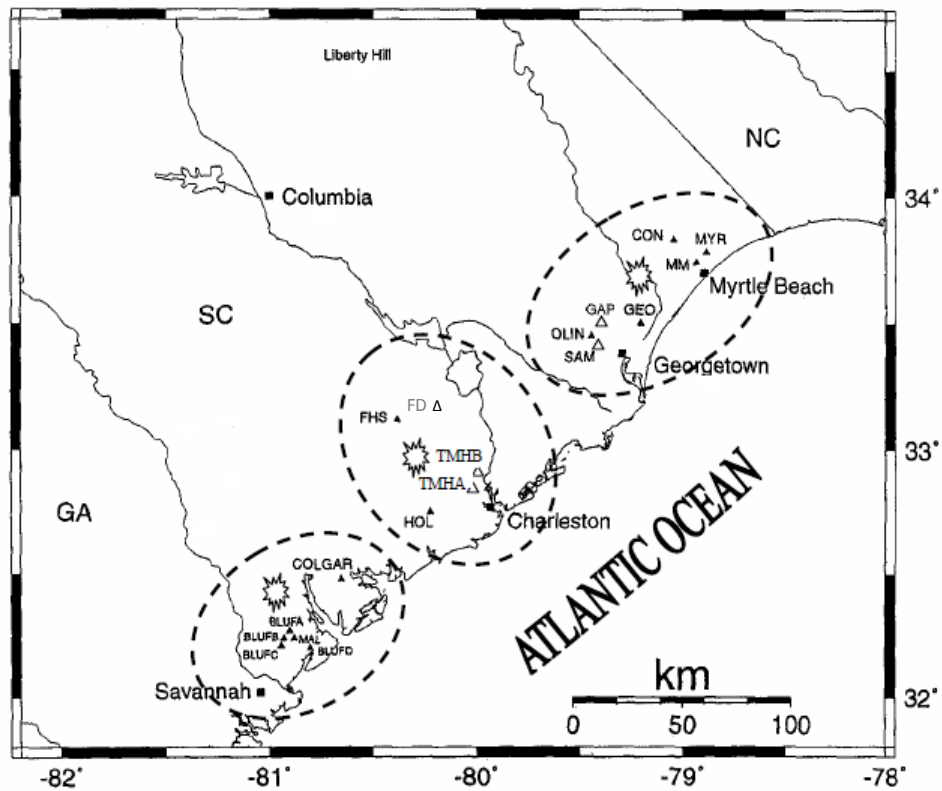 Liberty Hill
NC
Columbia
34°
CON
MYR
MM
Myrtle Beach
SC
GAP
GEO
OLIN
SAM
Georgetown
FD Δ
FHS
33°
TMHB
TMHA
GA
HOL
Charleston
ATLANTIC OCEAN
COLGAR
BLUFA
BLUFB
MAL
BLUFC
BLUFD
km
Savannah
32°
0 50 100
-82° -81° -80° -79° -78°